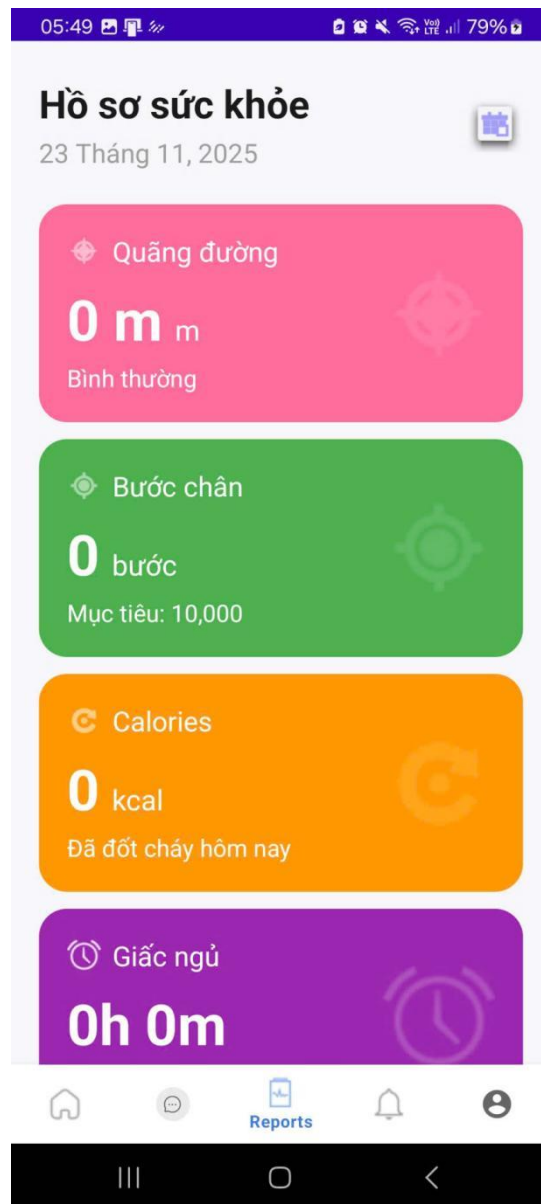 05:49 79%
Hồ sơ sức khỏe
23 Tháng 11, 2025
Quãng đường
0 m m
Bình thường
Bước chân
0 bước
Mục tiêu: 10,000
Calories
0 kcal
Đã đốt cháy hôm nay
Giấc ngủ
0h 0m
Reports